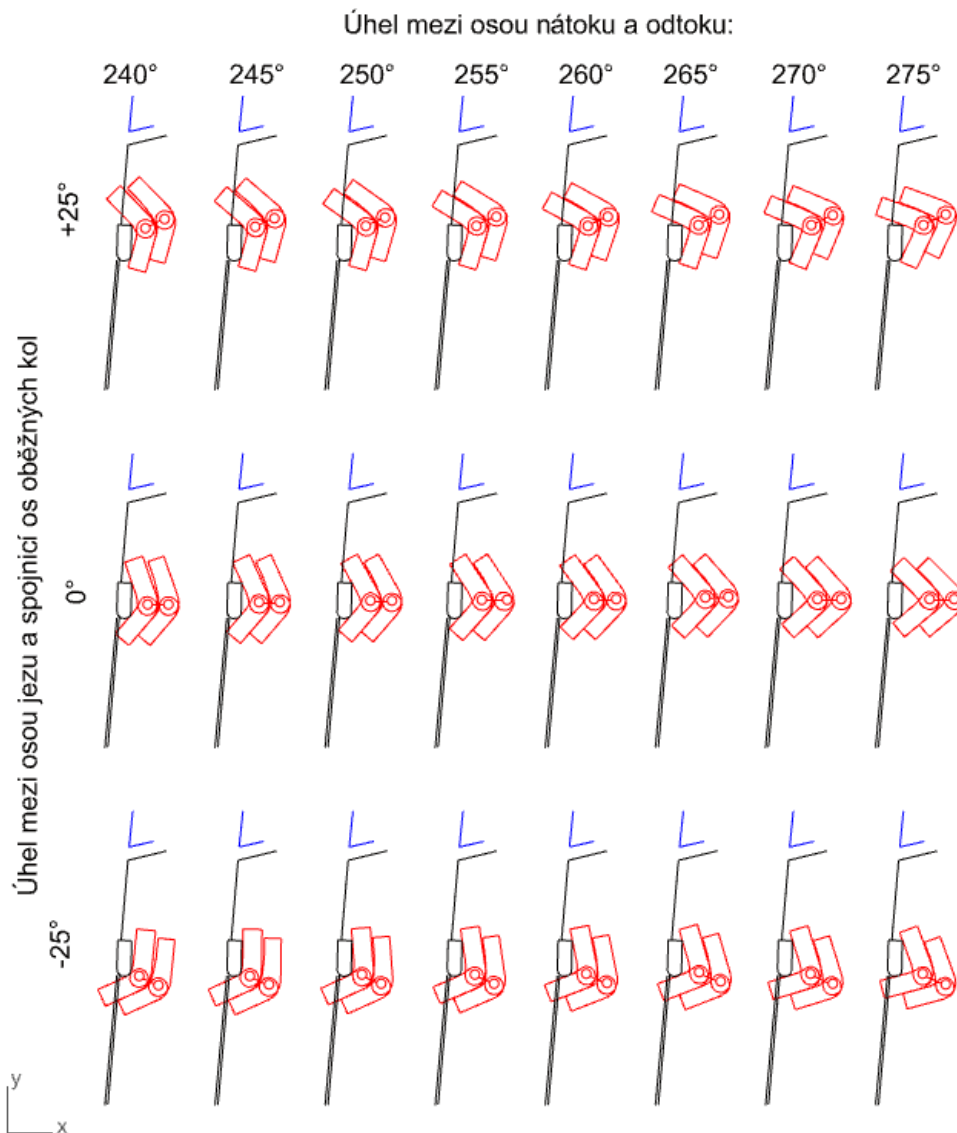 Úhel mezi osou nátoku a odtoku:
240° 245° 250° 255° 260° 265° 270° 275°
Úhel mezi osou jezu a spojnicí os oběžných kol
+25°
0°
-25°
y
x